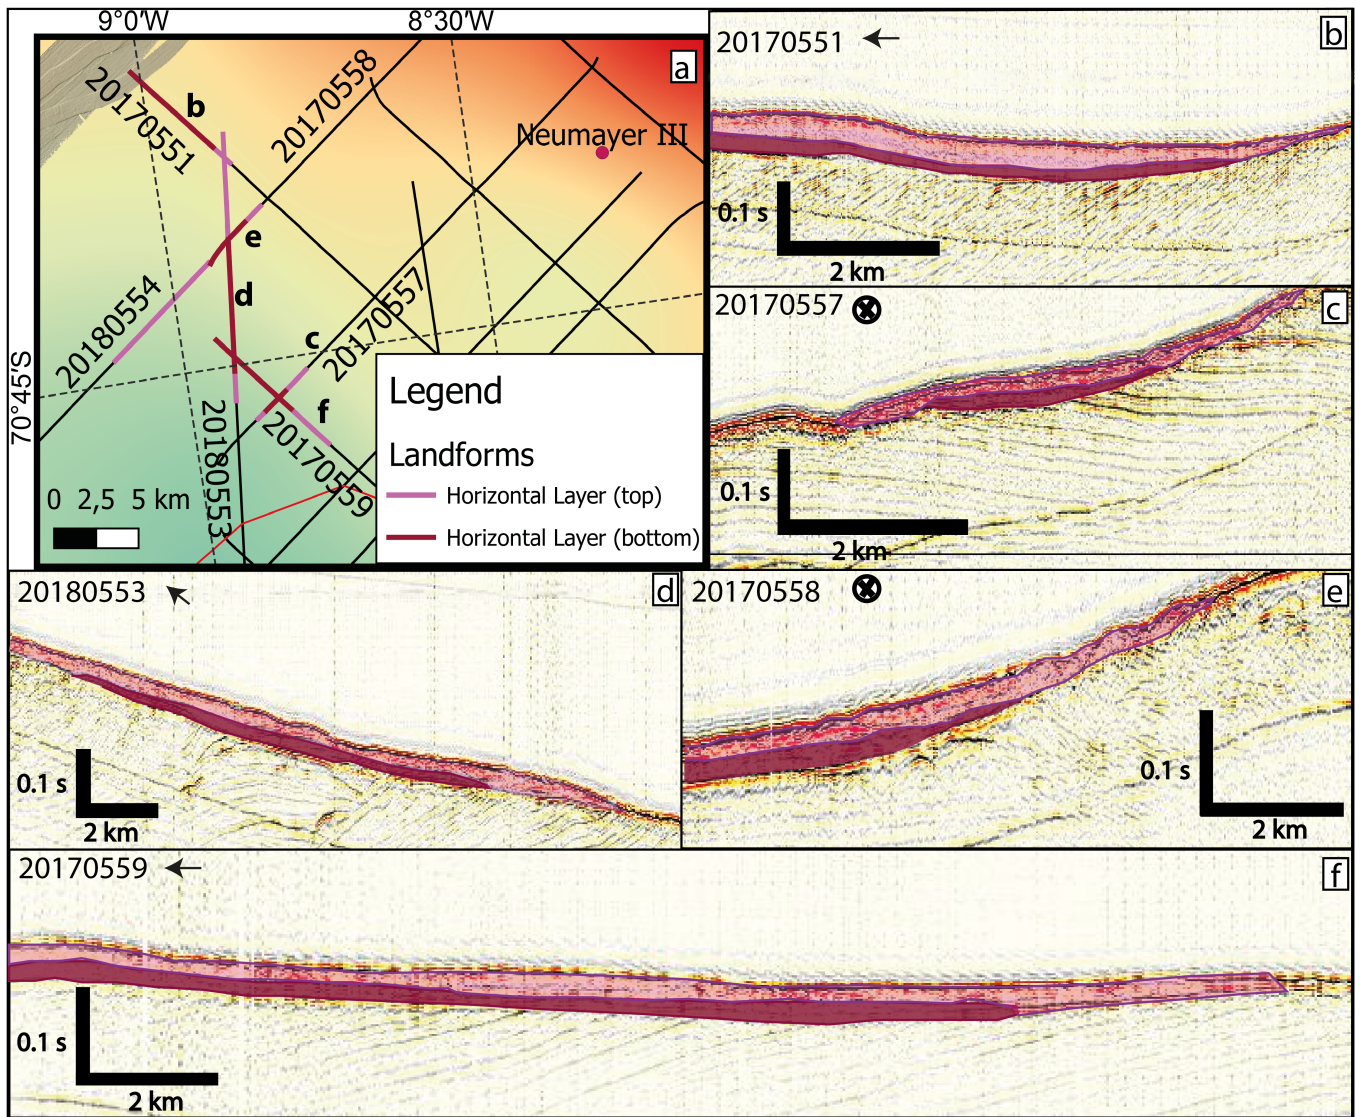 9°0′W
8°30′W
70°45′S
a
20170551
b
20170558
Neumayer III
e
d
20180554
c
20170557
f
20170559
20180553
0 2,5 5 km
Legend
Landforms
Horizontal Layer (top)
Horizontal Layer (bottom)
20170551
b
0.1 s
2 km
20170557
c
0.1 s
2 km
20180553
d
0.1 s
2 km
20170558
e
0.1 s
2 km
20170559
f
0.1 s
2 km